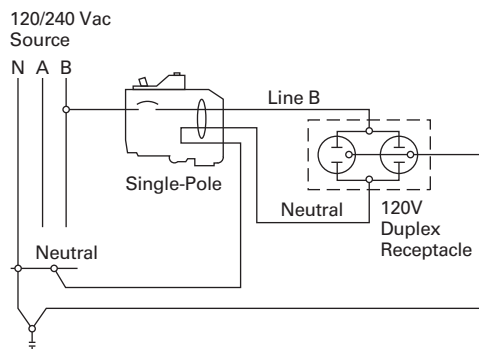 120/240 Vac
Source
N A B
Line B
Single-Pole
Neutral
120V
Duplex
Receptacle
Neutral